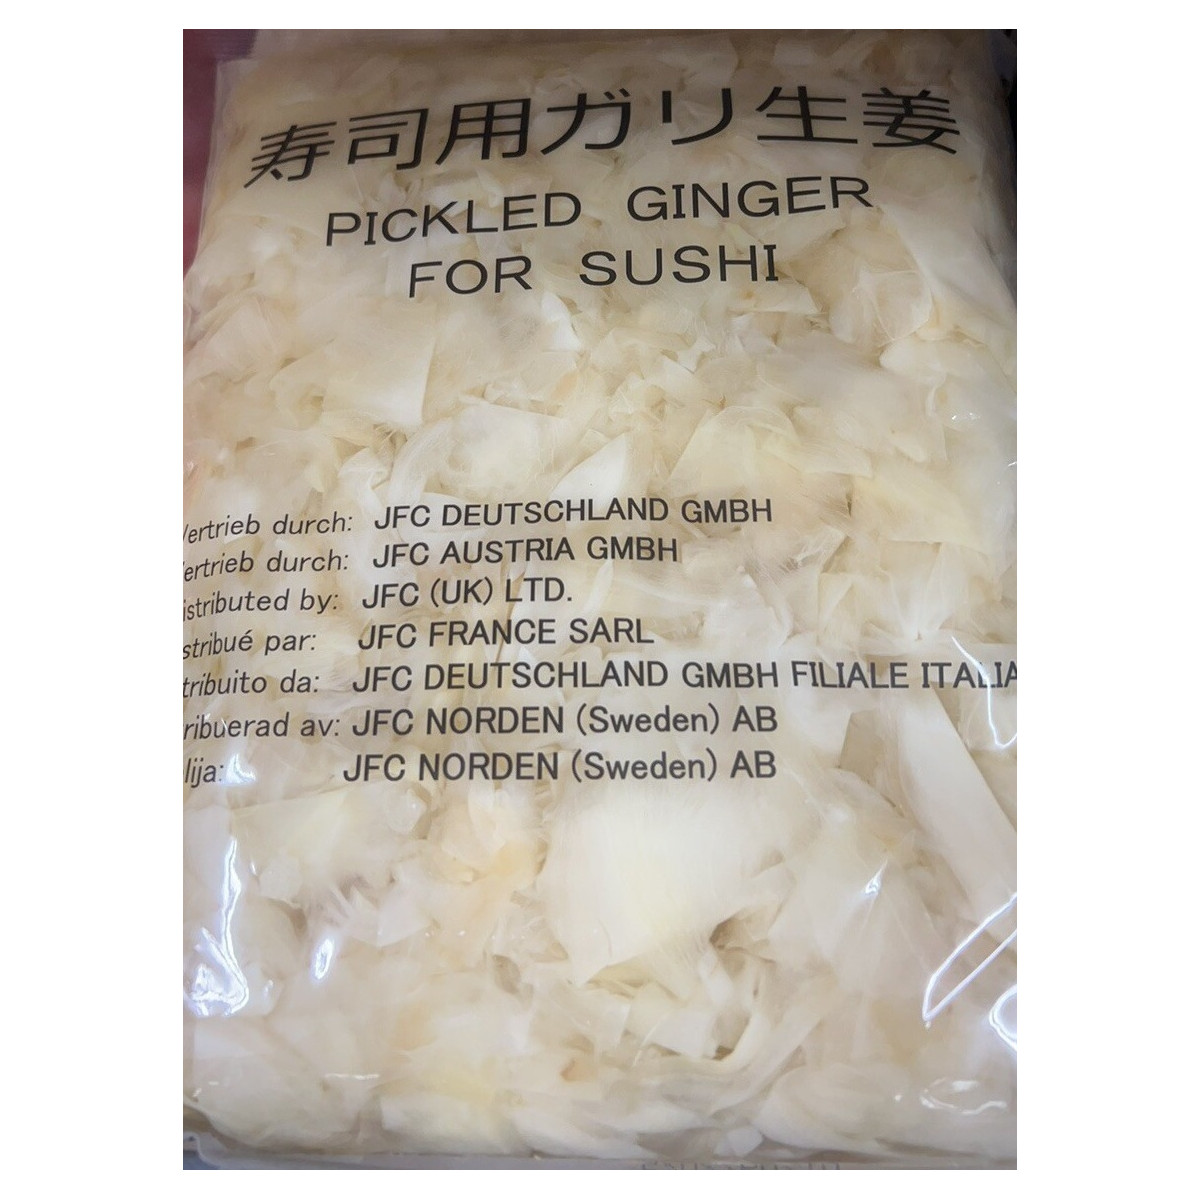 寿司用ガリ生姜
PICKLED GINGER
FOR SUSHI
Vertrieb durch: JFC DEUTSCHLAND GMBH
ertrieb durch: JFC AUSTRIA GMBH
istributed by: JFC (UK) LTD.
stribué par: JFC FRANCE SARL
tribuito da: JFC DEUTSCHLAND GMBH FILIALE ITALIA
ribuerad av: JFC NORDEN (Sweden) AB
lija: JFC NORDEN (Sweden) AB